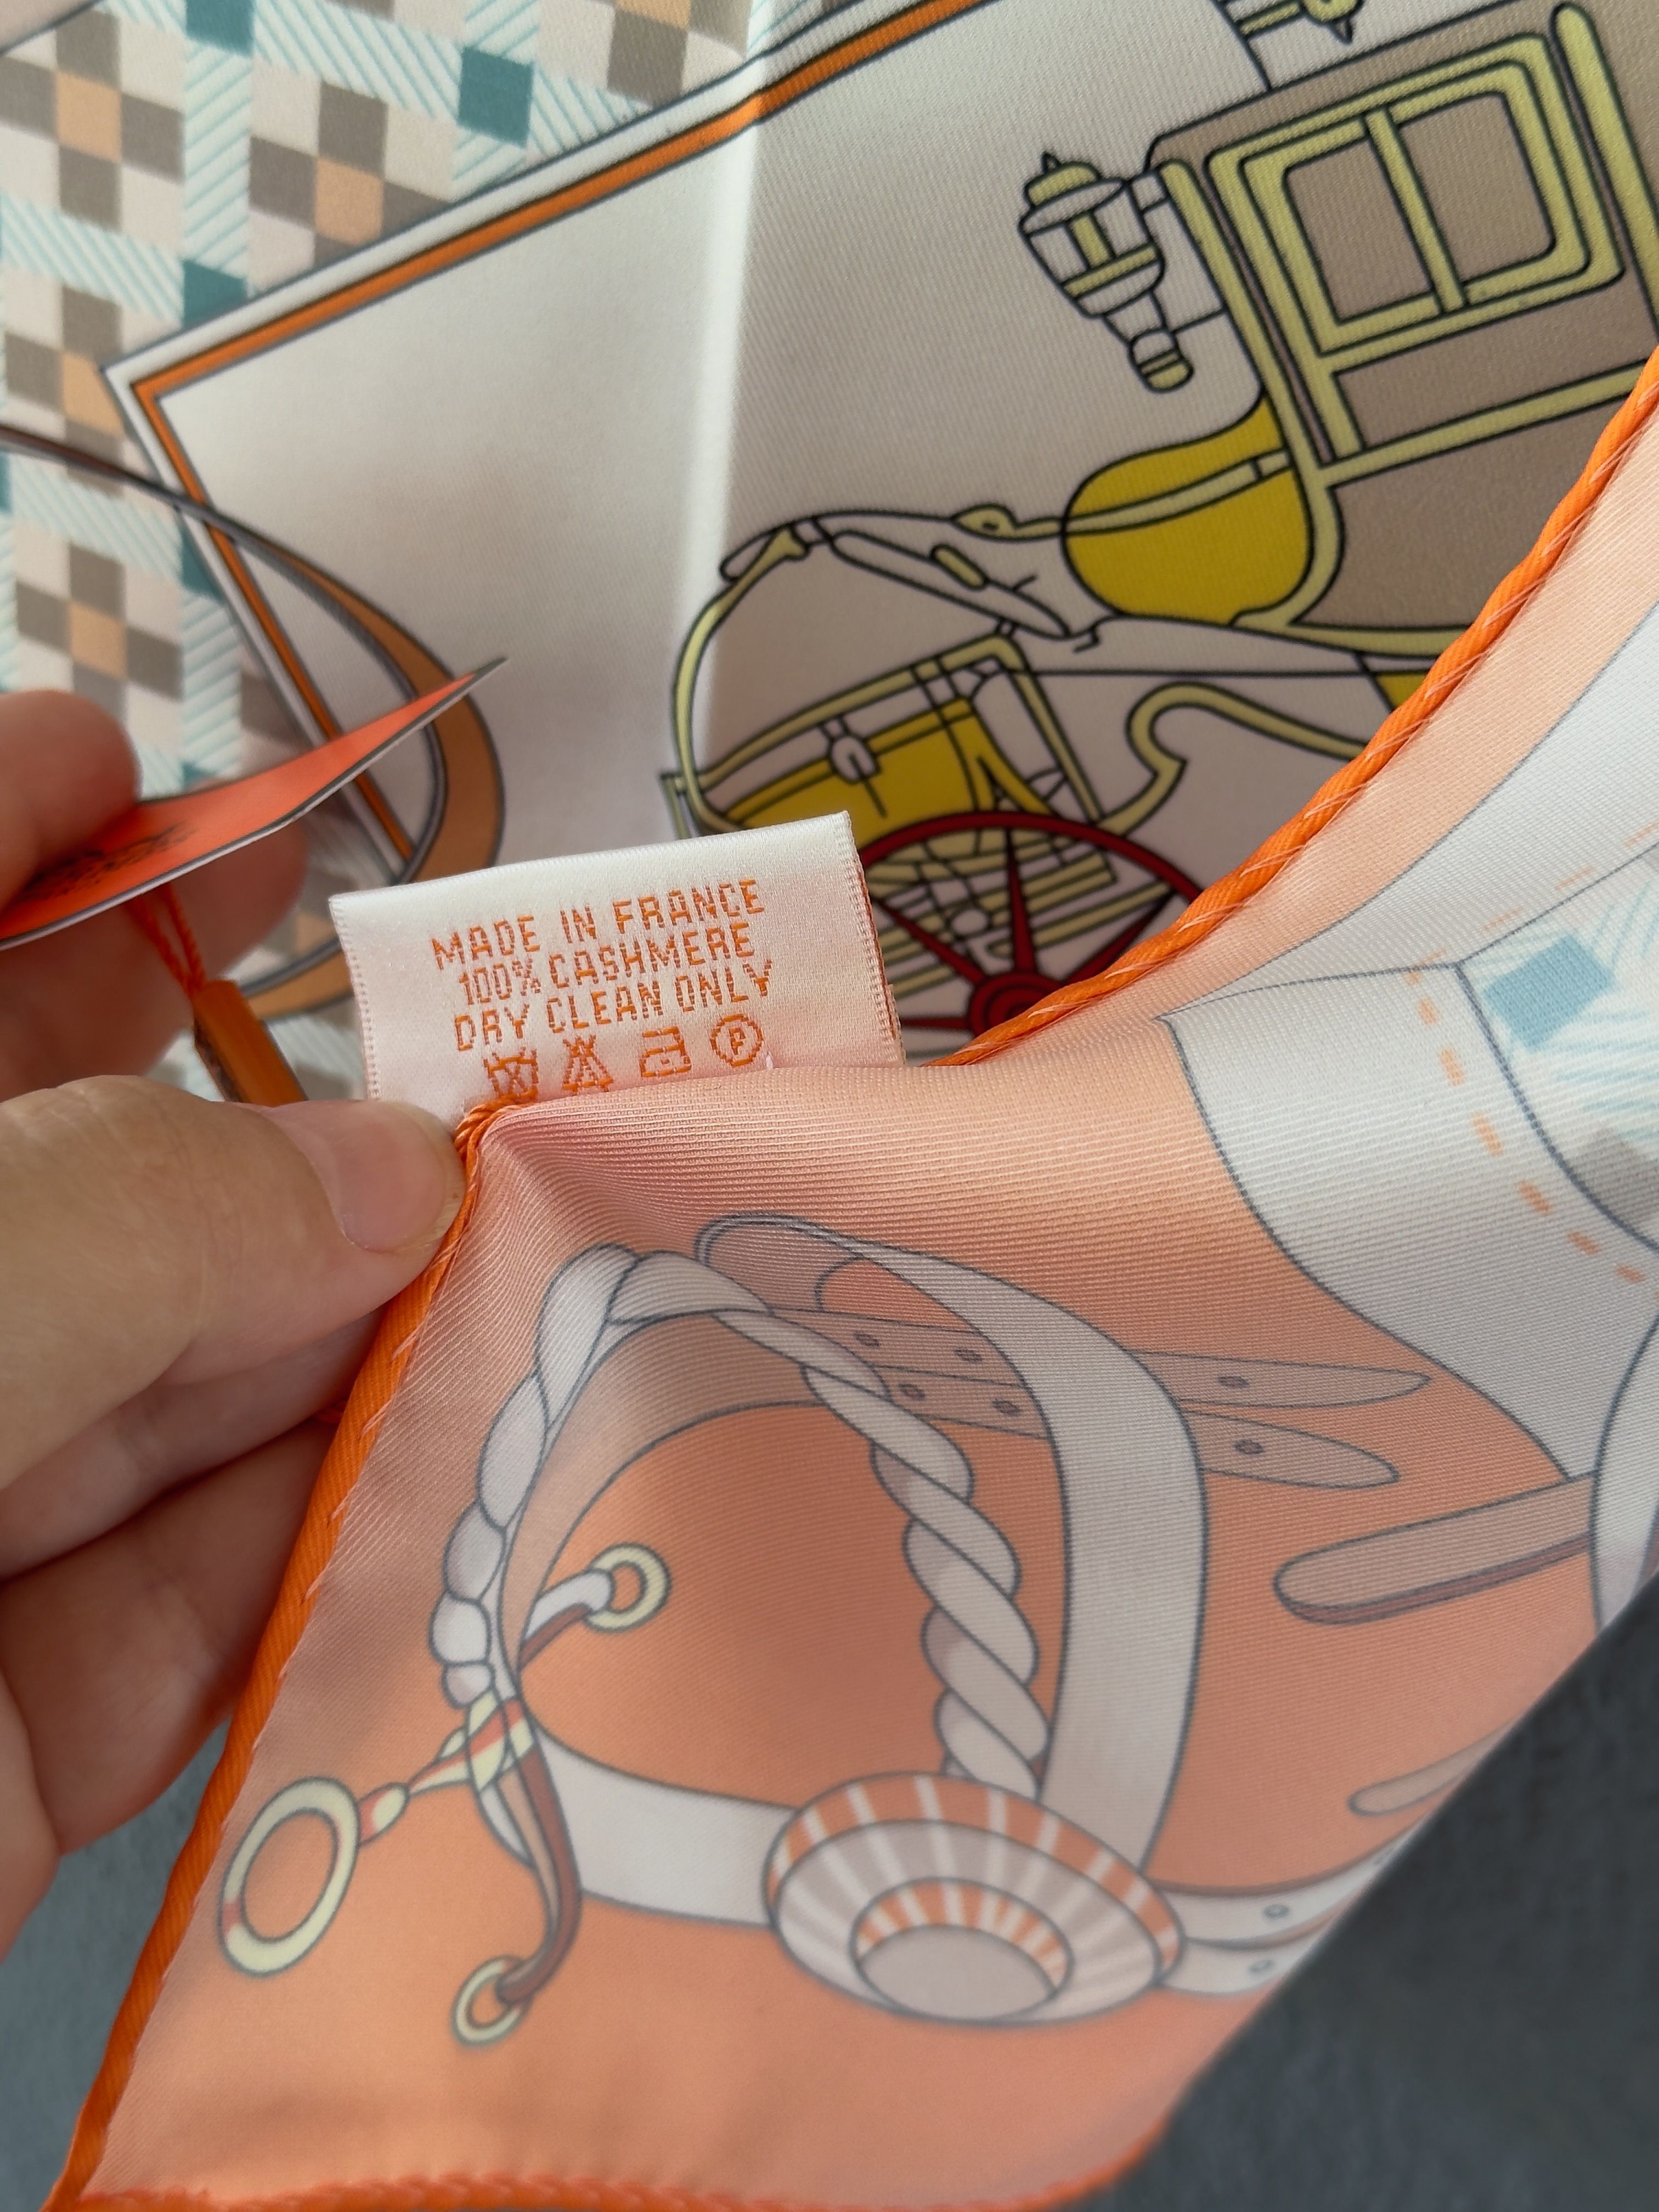 MADE IN FRANCE
100% CASHMERE
DRY CLEAN ONLY
P